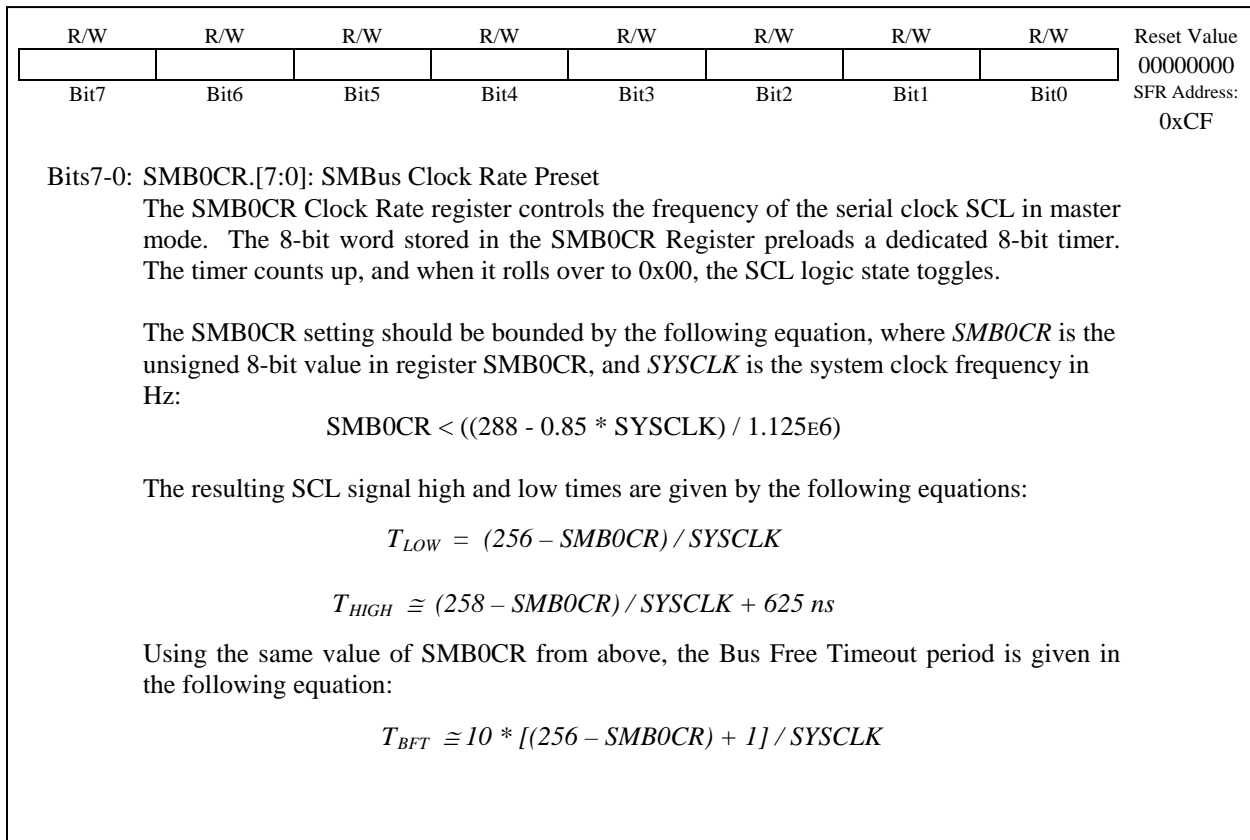 R/W R/W R/W R/W R/W R/W R/W R/W Reset Value
00000000
Bit7 Bit6 Bit5 Bit4 Bit3 Bit2 Bit1 Bit0 SFR Address:
0xCF
Bits7-0: SMB0CR.[7:0]: SMBus Clock Rate Preset
The SMB0CR Clock Rate register controls the frequency of the serial clock SCL in master
mode. The 8-bit word stored in the SMB0CR Register preloads a dedicated 8-bit timer.
The timer counts up, and when it rolls over to 0x00, the SCL logic state toggles.
The SMB0CR setting should be bounded by the following equation, where SMB0CR is the
unsigned 8-bit value in register SMB0CR, and SYSCLK is the system clock frequency in
Hz:
SMB0CR < ((288 - 0.85 * SYSCLK) / 1.125E6)
The resulting SCL signal high and low times are given by the following equations:
T_LOW = (256 – SMB0CR) / SYSCLK
T_HIGH ≅ (258 – SMB0CR) / SYSCLK + 625 ns
Using the same value of SMB0CR from above, the Bus Free Timeout period is given in
the following equation:
T_BFT ≅ 10 * [(256 – SMB0CR) + 1] / SYSCLK